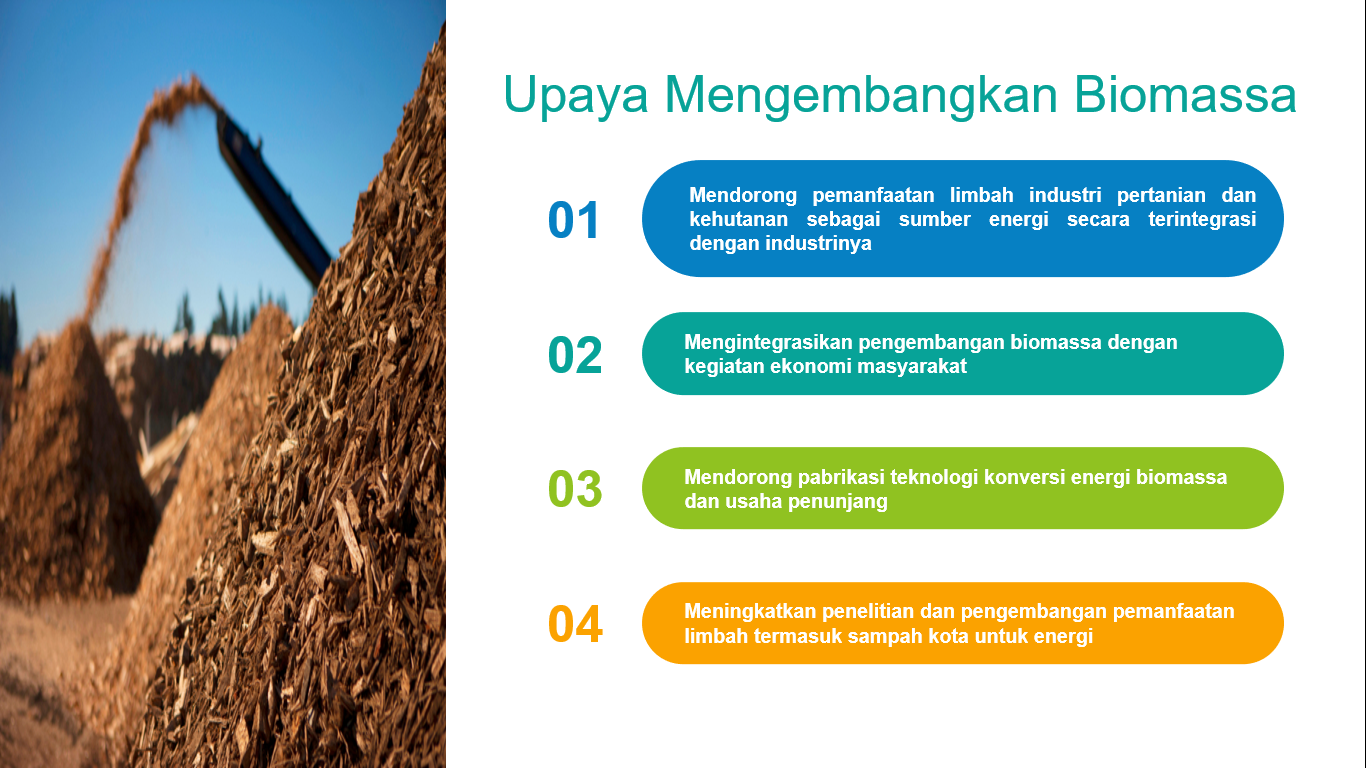 Upaya Mengembangkan Biomassa
01
Mendorong pemanfaatan limbah industri pertanian dan
kehutanan sebagai sumber energi secara terintegrasi
dengan industrinya
02
Mengintegrasikan pengembangan biomassa dengan
kegiatan ekonomi masyarakat
03
Mendorong pabrikasi teknologi konversi energi biomassa
dan usaha penunjang
04
Meningkatkan penelitian dan pengembangan pemanfaatan
limbah termasuk sampah kota untuk energi